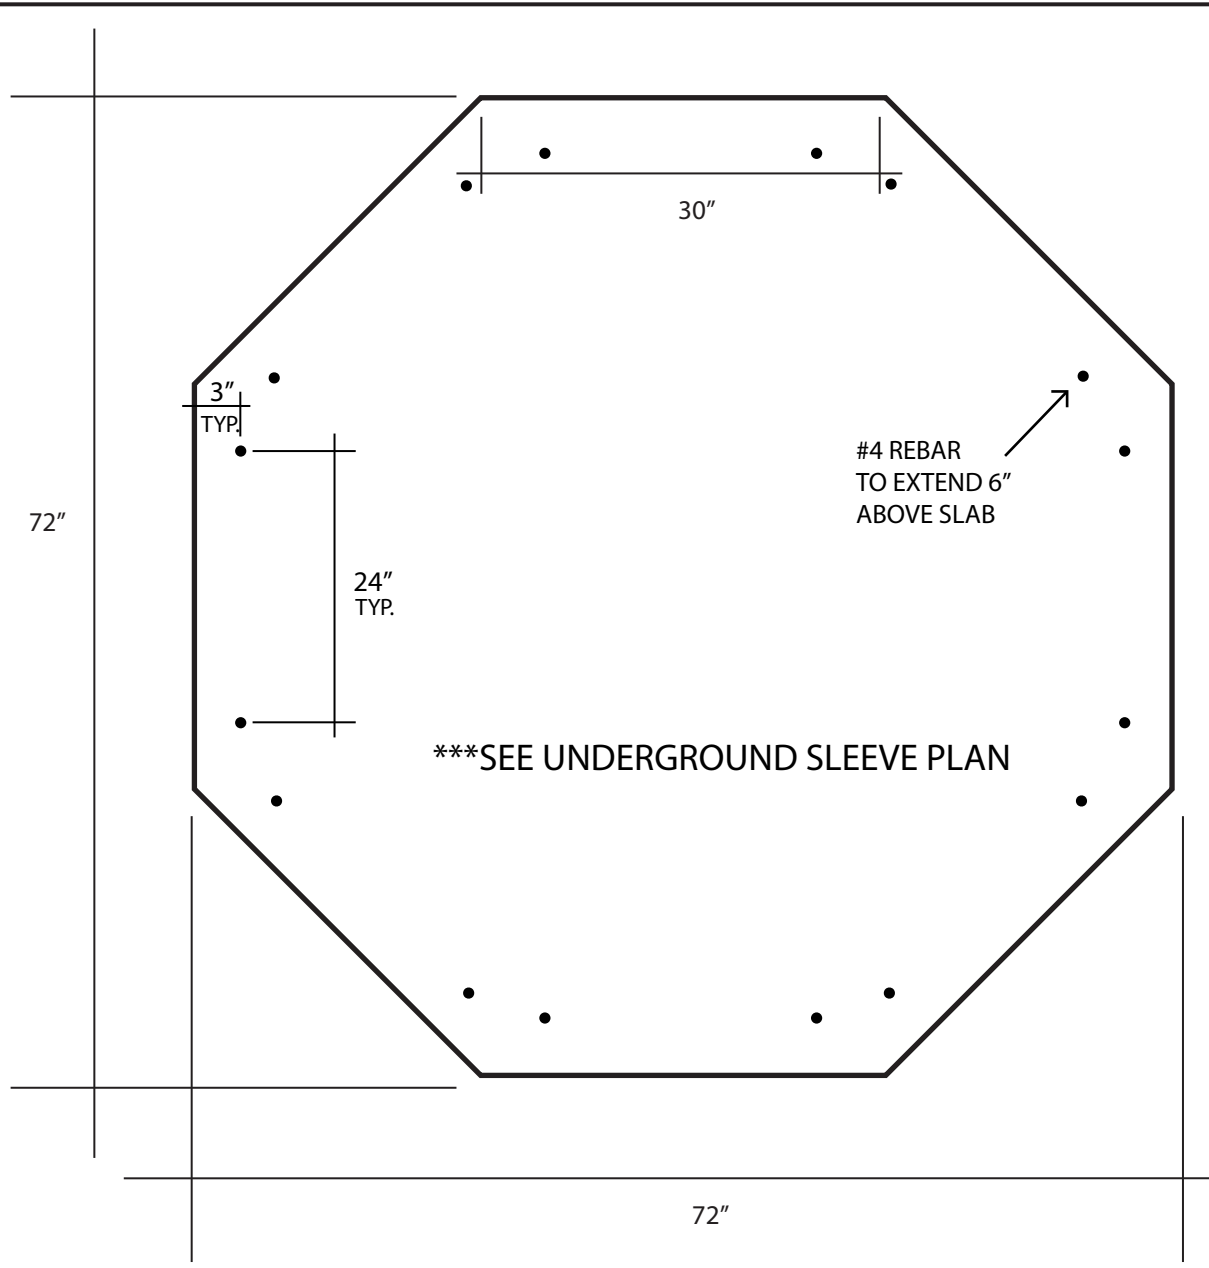 30″
3″
TYP.
#4 REBAR
TO EXTEND 6″
ABOVE SLAB
72″
24″
TYP.
***SEE UNDERGROUND SLEEVE PLAN
72″